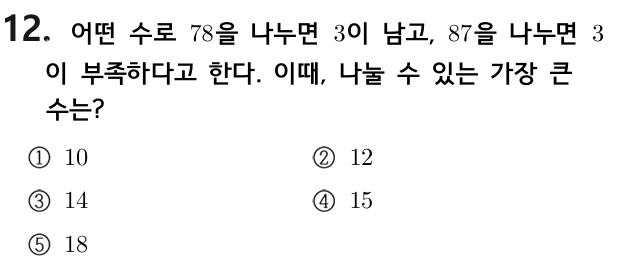 12. 어떤 수로 78을 나누면 3이 남고, 87을 나누면 3
이 부족하다고 한다. 이때, 나눌 수 있는 가장 큰
수는?
① 10 ② 12
③ 14 ④ 15
⑤ 18